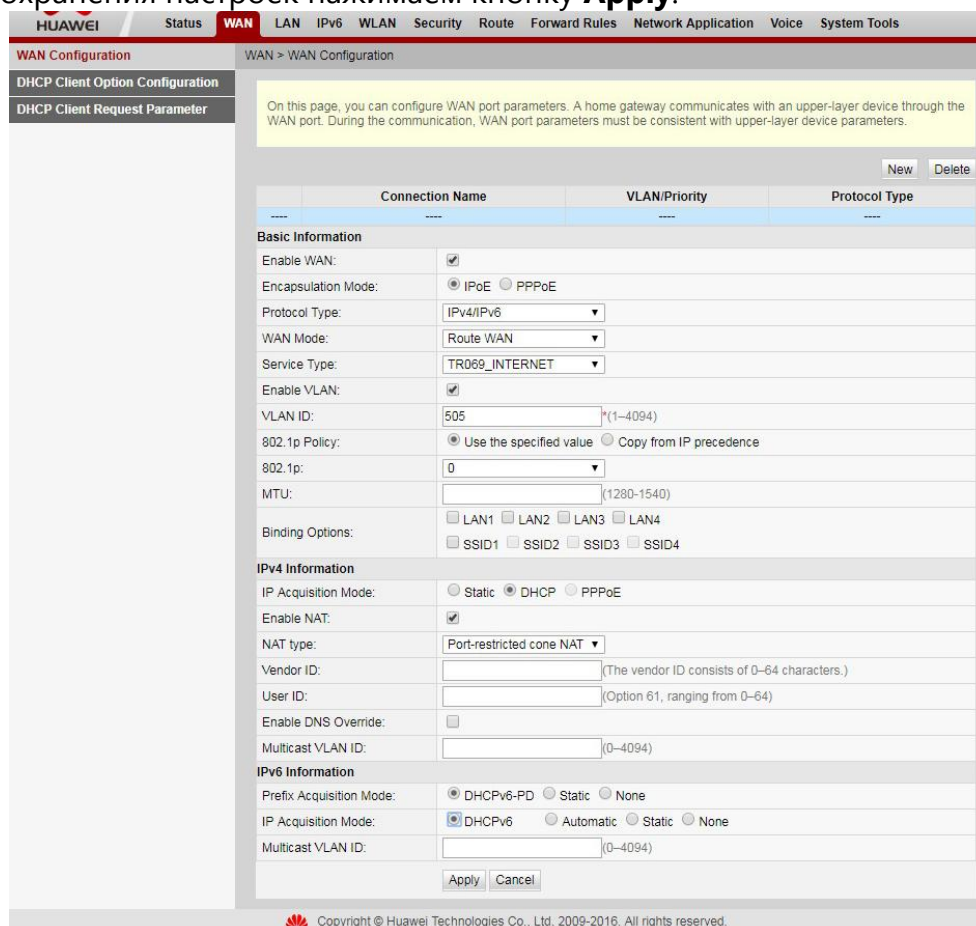 охранения настроек нажимаем кнопку Apply.
HUAWEI Status WAN LAN IPv6 WLAN Security Route Forward Rules Network Application Voice System Tools
WAN Configuration
DHCP Client Option Configuration
DHCP Client Request Parameter
WAN > WAN Configuration
On this page, you can configure WAN port parameters. A home gateway communicates with an upper-layer device through the
WAN port. During the communication, WAN port parameters must be consistent with upper-layer device parameters.
New Delete
Connection Name VLAN/Priority Protocol Type
---- ---- ---- ----
Basic Information
Enable WAN:
Encapsulation Mode: IPoE PPPoE
Protocol Type: IPv4/IPv6
WAN Mode: Route WAN
Service Type: TR069_INTERNET
Enable VLAN:
VLAN ID: 505 *(1–4094)
802.1p Policy: Use the specified value Copy from IP precedence
802.1p: 0
MTU: (1280-1540)
Binding Options: LAN1 LAN2 LAN3 LAN4
SSID1 SSID2 SSID3 SSID4
IPv4 Information
IP Acquisition Mode: Static DHCP PPPoE
Enable NAT:
NAT type: Port-restricted cone NAT
Vendor ID: (The vendor ID consists of 0–64 characters.)
User ID: (Option 61, ranging from 0–64)
Enable DNS Override:
Multicast VLAN ID: (0–4094)
IPv6 Information
Prefix Acquisition Mode: DHCPv6-PD Static None
IP Acquisition Mode: DHCPv6 Automatic Static None
Multicast VLAN ID: (0–4094)
Apply Cancel
Copyright © Huawei Technologies Co., Ltd. 2009-2016. All rights reserved.